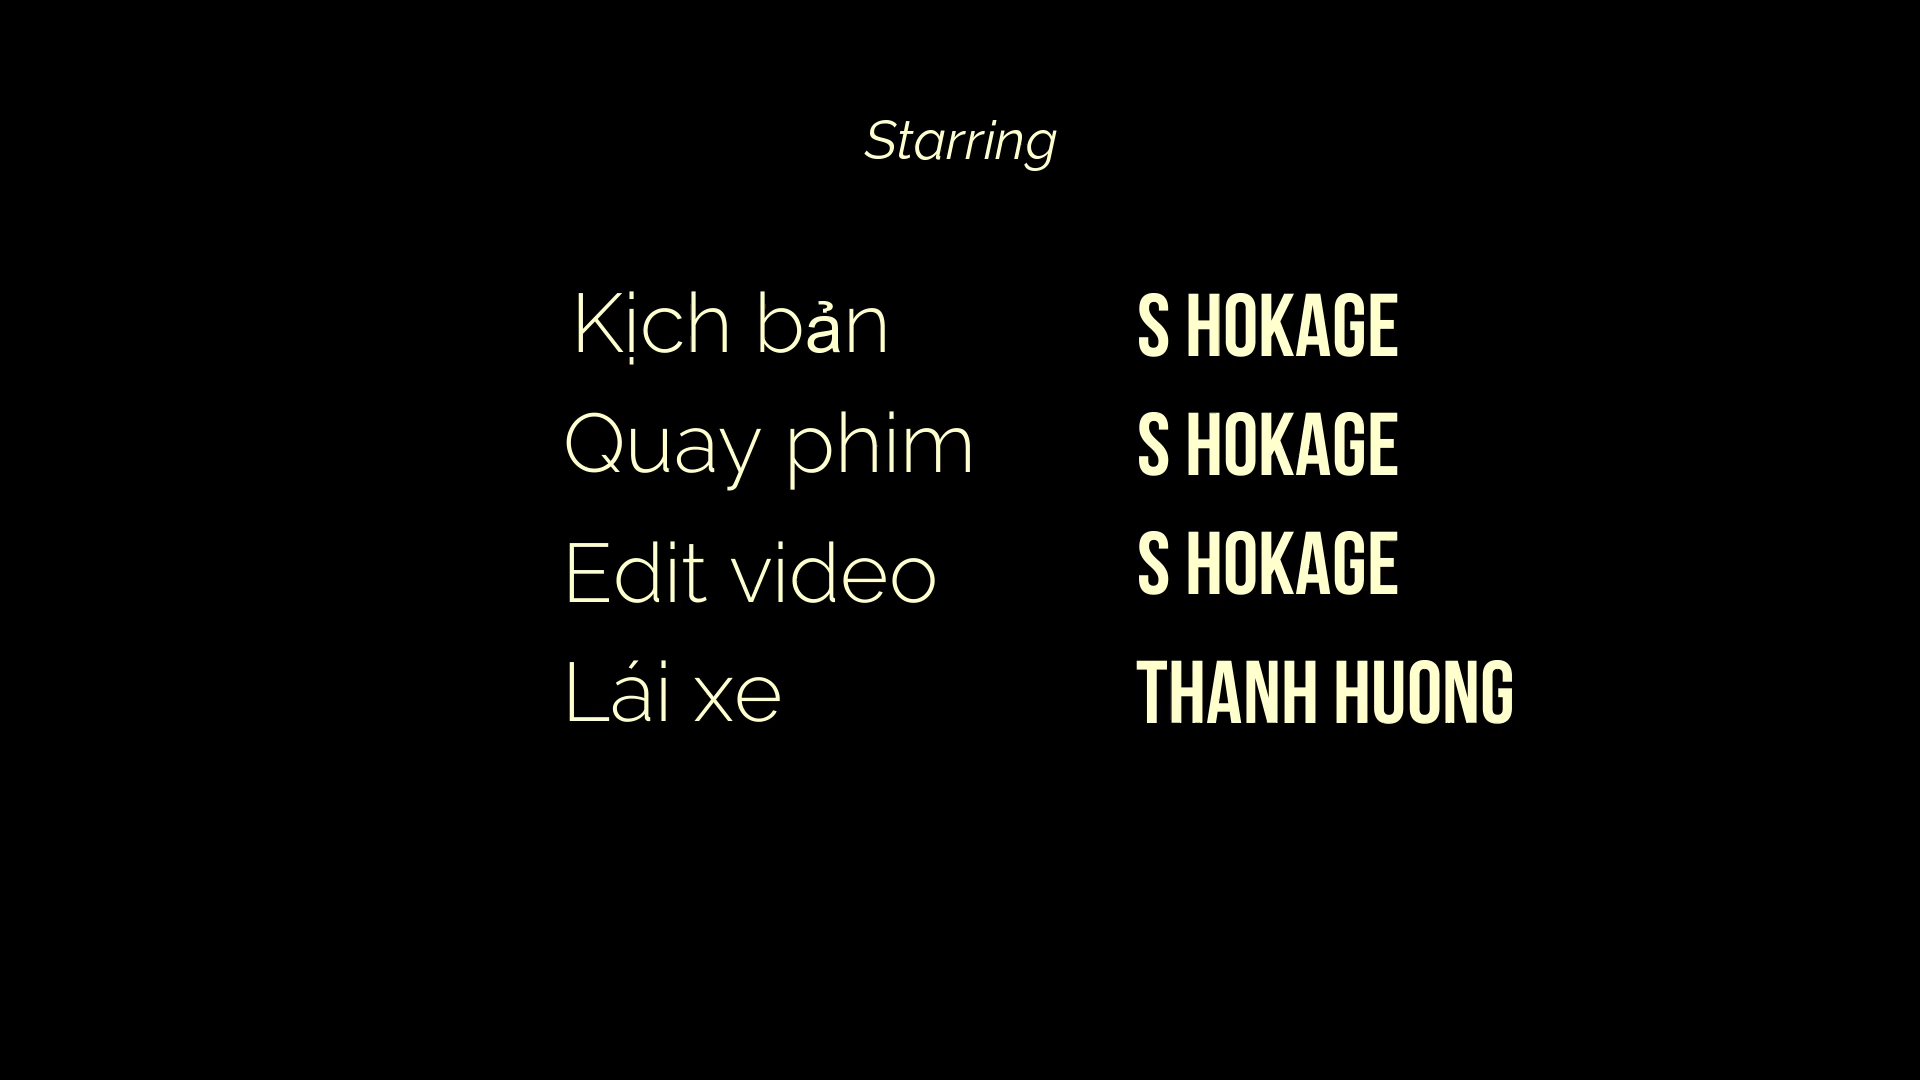 Starring
Kịch bản S HOKAGE
Quay phim S HOKAGE
Edit video S HOKAGE
Lái xe THANH HUONG